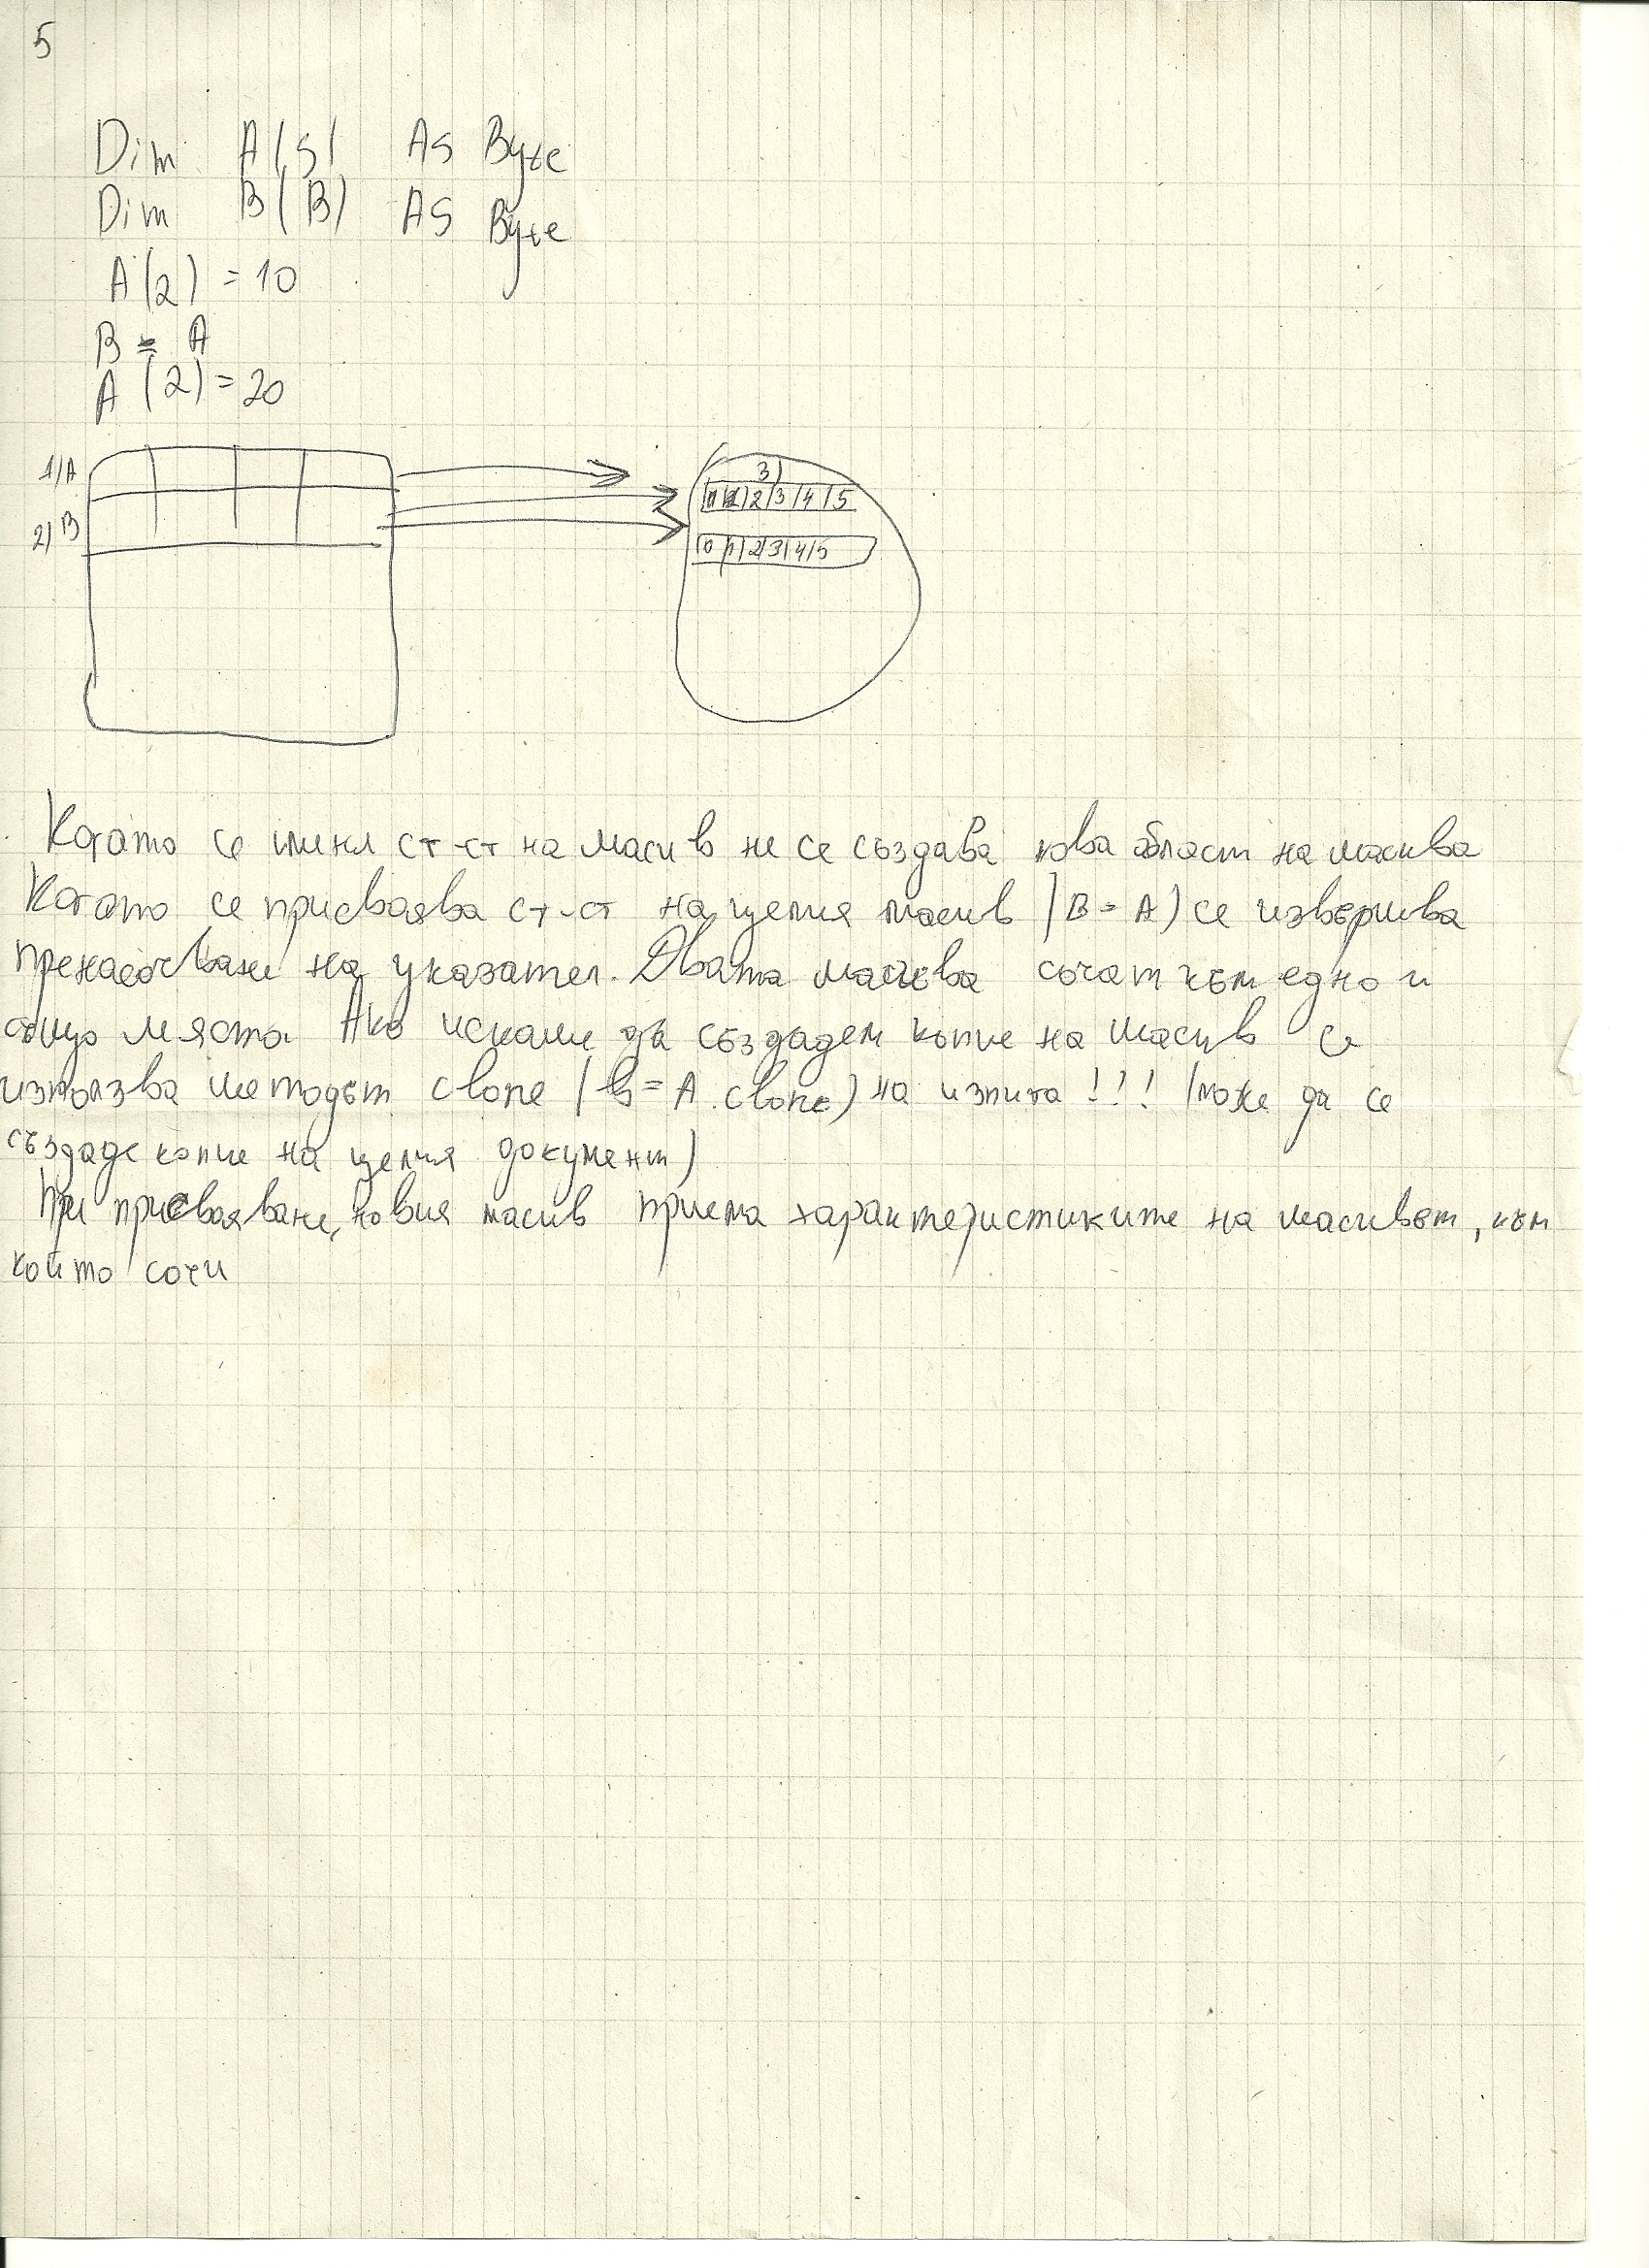 5
Dim A(5) As Byte
Dim B(B) As Byte
A(2) = 10
B = A
A(2) = 20
1/A
2/B
3)
2 3 4 5
0 1 2 3 4 5
Когато се ст-ст на масив не се създава нова област на масива
Когато се присвоява ст-ст на целия масив (B = A) се извършва
пренасочване на указател. Двата масива сочат към едно и
също място. Ако искаме да създадем копие на масив се
използва методът clone (B = A.clone) на изпита!!! (може да се
създаде копие на целия документ)
При присвояване, новия масив приема характеристиките на масивът, към
който сочи